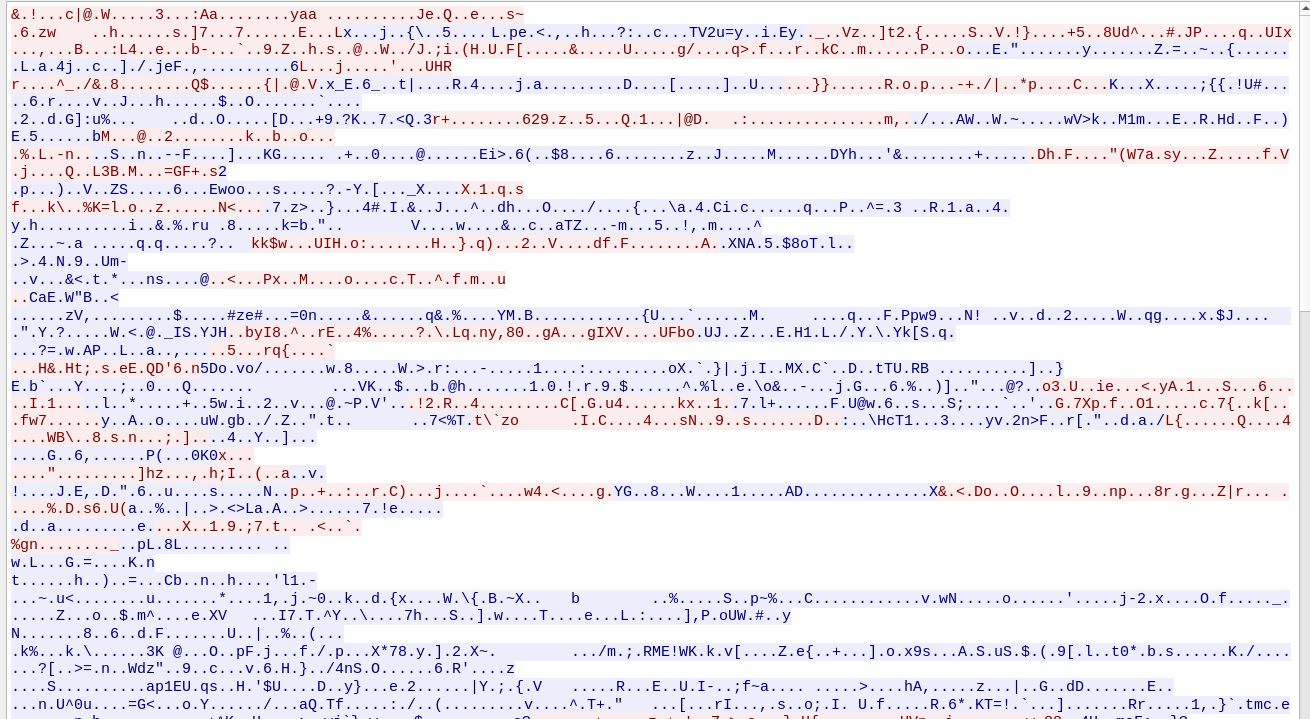 &.!...c|@.W.....3...:Aa........yaa ..........Je.Q..e...s~
.6.zw    ..h......s.]7...7......E...Lx...j..{\..5.... L.pe.<.,..h...?:..c...TV2u=y..i.Ey.._..Vz..]t2.{.....S..V.!}....+5..8Ud^...#.JP....q..UIx
...,...B...:L4..e...b-...`..9.Z..h.s..@..W../J.;i.(H.U.F[.....&.....U.....g/....q>.f...r..kC..m......P...o...E.".......y.......Z.=..~..{......
.L.a.4j..c..]./.jeF.,..........6L...j.....'...UHR
r....^_./&.8........Q$......{|.@.V.x_E.6_..t|....R.4....j.a.........D....[.....]..U......}}......R.o.p...-+./|..*p....C...K...X.....;{{.!U#...
..6.r....v..J...h......$..O.......`....
.2..d.G]:u%...    ..d..O.....[D...+9.?K..7.<Q.3r+........629.z..5...Q.1...|@D.  .:..............m,../...AW..W.~.....wV>k..M1m...E..R.Hd..F..)
E.5......bM...@..2........k..b..o...
.%.L.-n....S..n..--F....]...KG..... .+..0....@......Ei>.6(..$8....6........z..J.....M......DYh...'&........+......Dh.F...."(W7a.sy...Z.....f.V
.j....Q..L3B.M...=GF+.s2
.p...)..V..ZS.....6...Ewoo...s.....?.-Y.[..._X....X.1.q.s
f...k\..%K=l.o..z......N<....7.z>..}...4#.I.&..J...^..dh...O..../....{...\a.4.Ci.c......q...P..^=.3 ..R.1.a..4.
y.h..........i..&.%.ru .8.....k=b."..       V....w....&..c..aTZ...-m...5..!,.m....^
.Z...~.a .....q.q.....?..  kk$w...UIH.o:.......H..}.q)...2..V....df.F........A..XNA.5.$8oT.l..
.>.4.N.9..Um-
..v...&<.t.*...ns....@..<...Px..M....o....c.T..^.f.m..u
..CaE.W"B..<
......zV,.........$.....#ze#...=0n.....&......q&.%....YM.B............{U...`......M.     ....q...F.Ppw9...N! ..v..d..2.....W..qg....x.$J....
.".Y.?.....W.<.@._IS.YJH..byI8.^..rE..4%.....?.\.Lq.ny,80..gA...gIXV....UFbo.UJ..Z...E.H1.L./.Y.\.Yk[S.q.
...?=.w.AP..L..a..,.....5...rq{....`
...H&.Ht;.s.eE.QD'6.n5Do.vo/.......w.8.....W.>.r:...-.....1....:.........oX.`.}|.j.I..MX.C`..D..tTU.RB ..........]..}
E.b`...Y....;..0...Q.......         ...VK..$...b.@h.......1.0.!.r.9.$......^.%l..e.\o&..-...j.G...6.%..)].."...@?..o3.U..ie...<.yA.1...S...6...
..I.1.....l..*.....+..5w.i..2..v...@.~P.V'...!2.R..4.........C[.G.u4......kx..1..7.l+......F.U@w.6..s...S;....`..'..G.7Xp.f..O1.....c.7{..k[..
.fw7......y..A..o....uW.gb../.Z..".t..       ..7<%T.t\`zo      .I.C....4...sN..9..s.......D..:..\HcT1...3....yv.2n>F..r[."..d.a./L{......Q....4
....WB\..8.s.n...;.]....4..Y..]...
....G..6,......P(...0K0x...
....".........]hz...,.h;I..(..a..v.
!....J.E,.D.".6..u....s.....N..p..+..:..r.C)...j....`....w4.<....g.YG..8...W....1.....AD..............X&.<.Do..O....l..9..np...8r.g...Z|r... .
....%.D.s6.U(a..%..|..>.<>La.A..>......7.!e.....
.d..a.........e....X..1.9.;7.t.. .<..`.
%gn........_..pL.8L......... ..
w.L...G.=....K.n
t......h..)..=...Cb..n..h....'l1.-
...~.u<........u.......*....1,.j.~0..k..d.{x....W.\{.B.~X..   b        ..%.....S..p~%...C............v.wN.....o......'.....j-2.x....O.f....._.
.....Z...o..$.m^....e.XV   ...I7.T.^Y..\....7h...S..].w....T....e...L.:....],P.oUW.#..y
N.......8..6..d.F.......U..|..%..(...
.k%...k.\......3K @...O..pF.j...f./.p...X*78.y.].2.X~.         .../m.;.RME!WK.k.v[....Z.e{..+...].o.x9s...A.S.uS.$.(.9[.l..t0*.b.s......K./....
...?[..>=.n..Wdz"..9..c...v.6.H.}../4nS.O......6.R'....z
....S..........ap1EU.qs..H.'$U....D..y}...e.2......|Y.;.{.V    .....R...E..U.I-..;f~a.... .....>....hA,.....z...|..G..dD.......E..
...n.U^0u....=G<...o.Y...../...aQ.Tf.....:./..(.........v....^.T+."    ...[...rI...,.s..o;.I. U.f.......R.6*.KT=!.`...].......Rr.....1,.}`.tmc.e